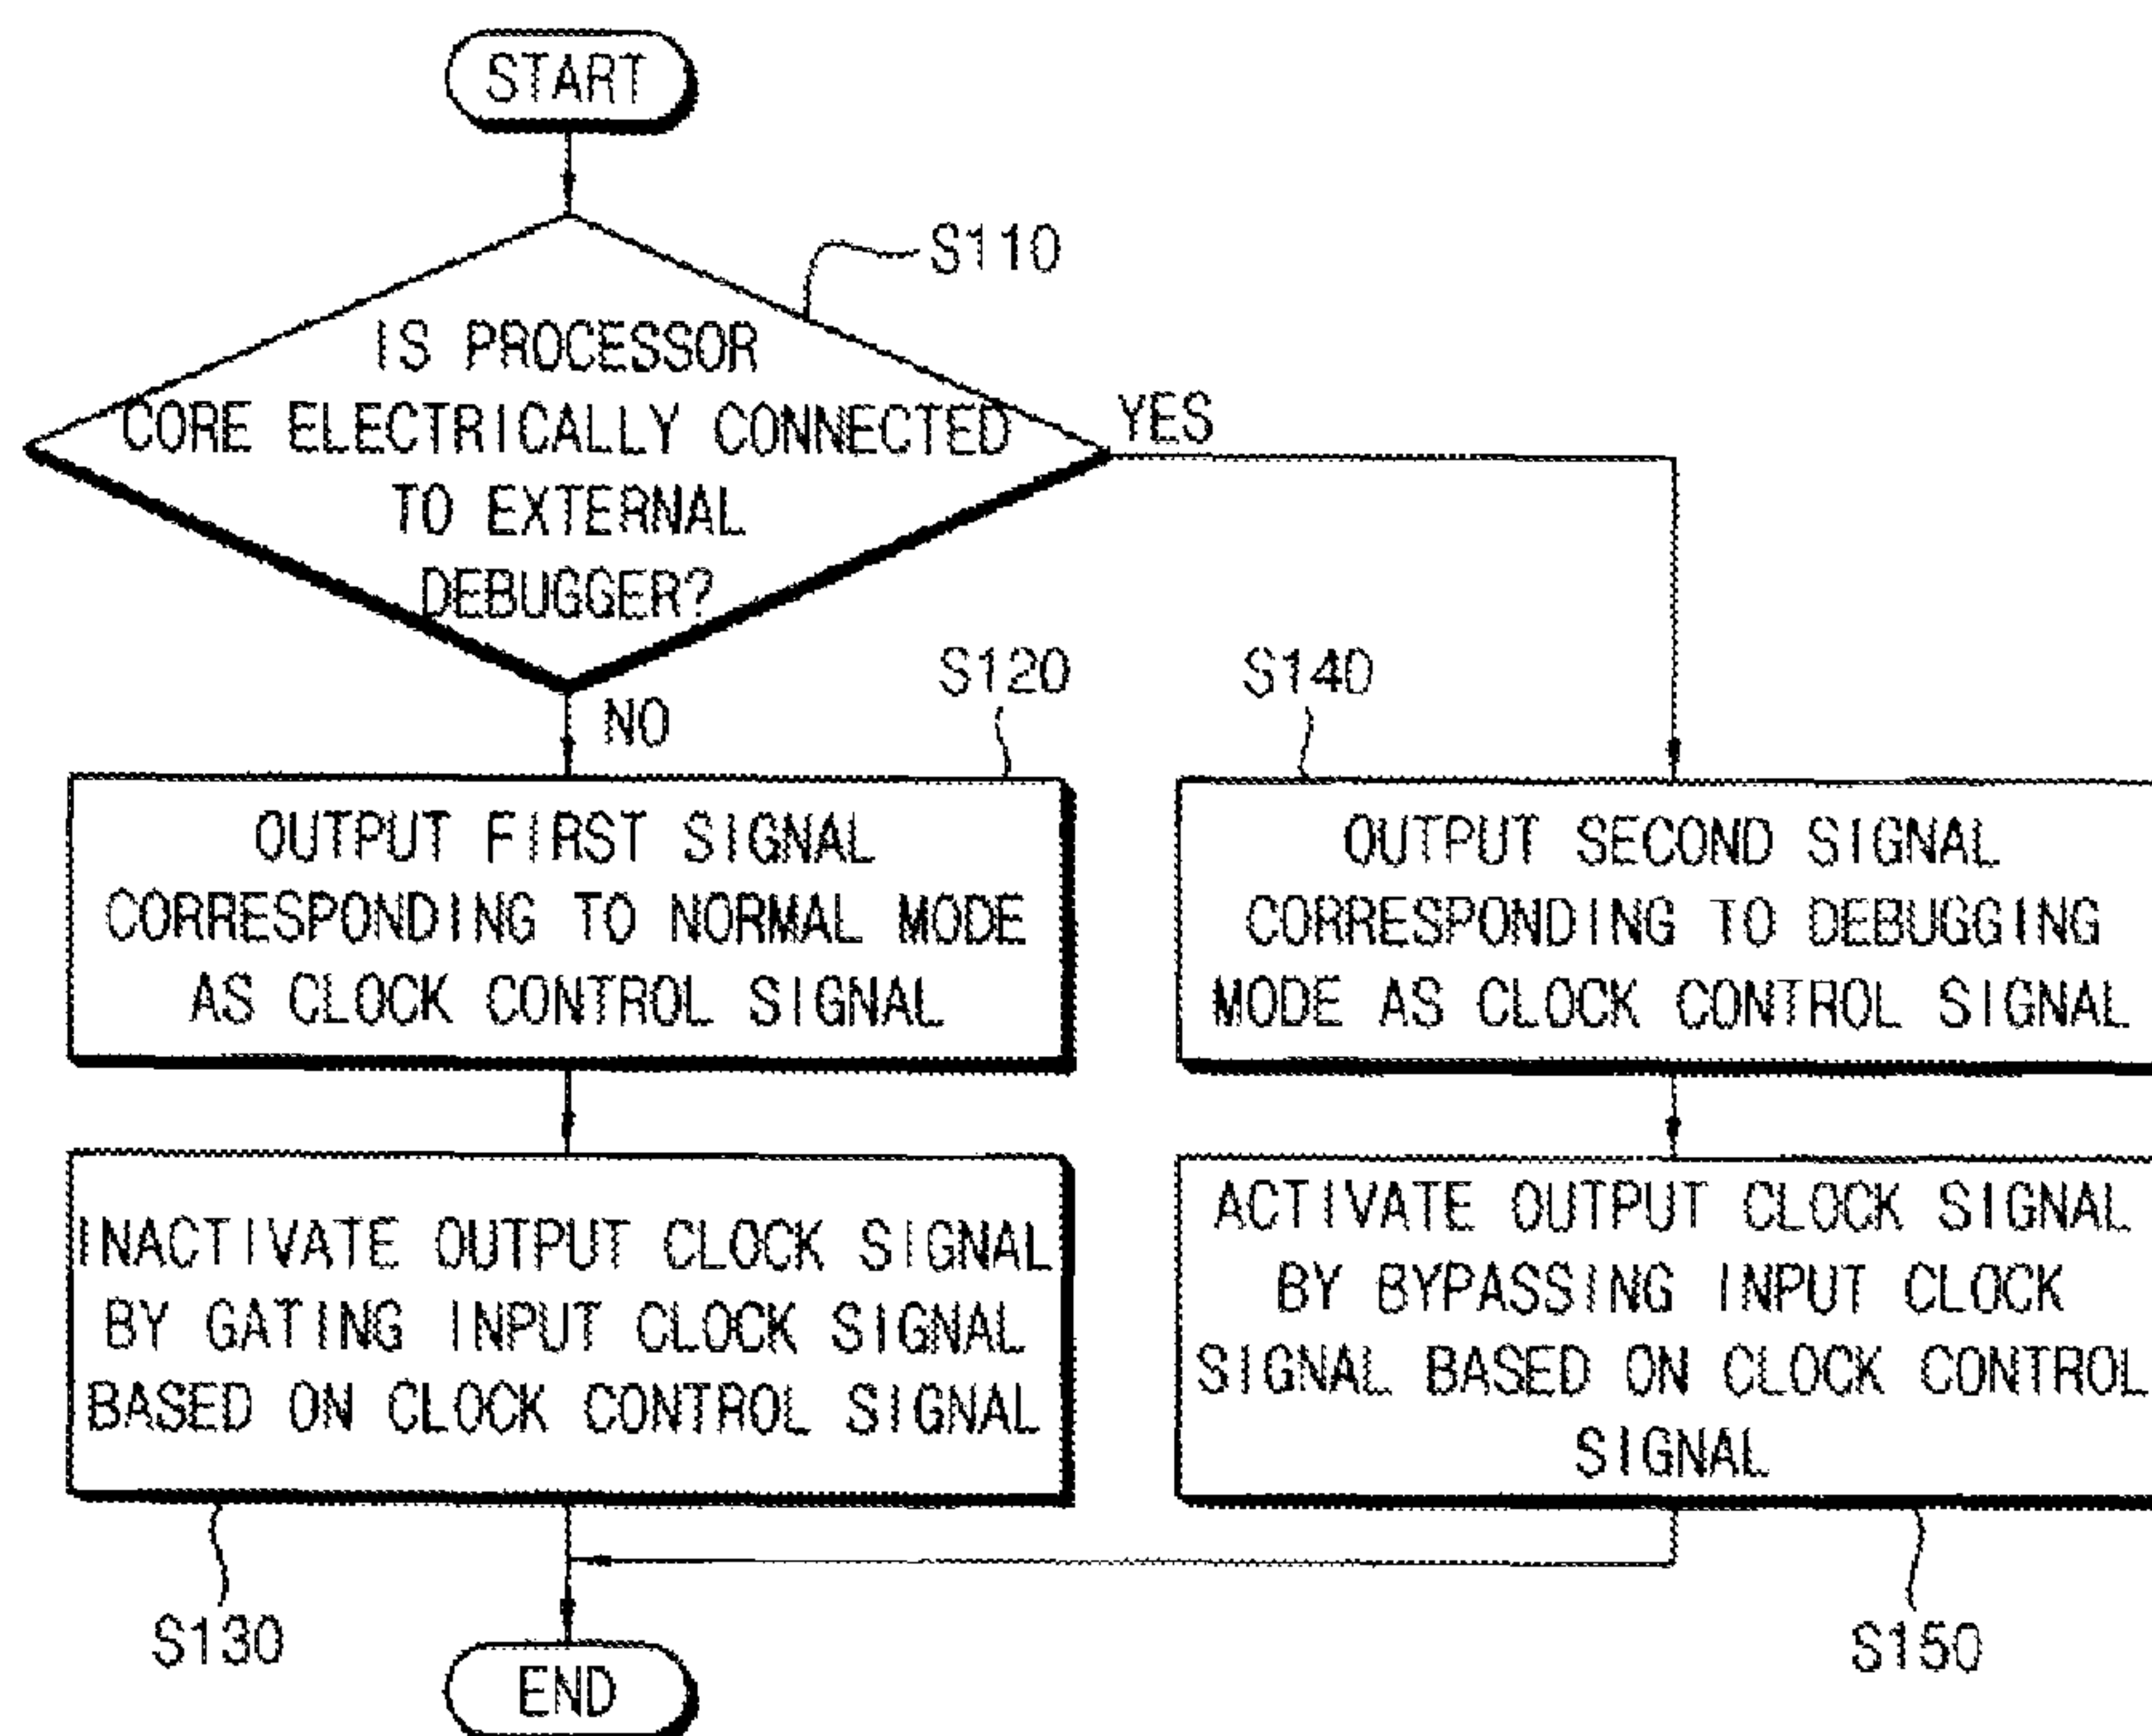 START
S110
IS PROCESSOR
CORE ELECTRICALLY CONNECTED
TO EXTERNAL
DEBUGGER?
YES
NO
S120
OUTPUT FIRST SIGNAL
CORRESPONDING TO NORMAL MODE
AS CLOCK CONTROL SIGNAL
S140
OUTPUT SECOND SIGNAL
CORRESPONDING TO DEBUGGING
MODE AS CLOCK CONTROL SIGNAL
INACTIVATE OUTPUT CLOCK SIGNAL
BY GATING INPUT CLOCK SIGNAL
BASED ON CLOCK CONTROL SIGNAL
S130
ACTIVATE OUTPUT CLOCK SIGNAL
BY BYPASSING INPUT CLOCK
SIGNAL BASED ON CLOCK CONTROL
SIGNAL
S150
END